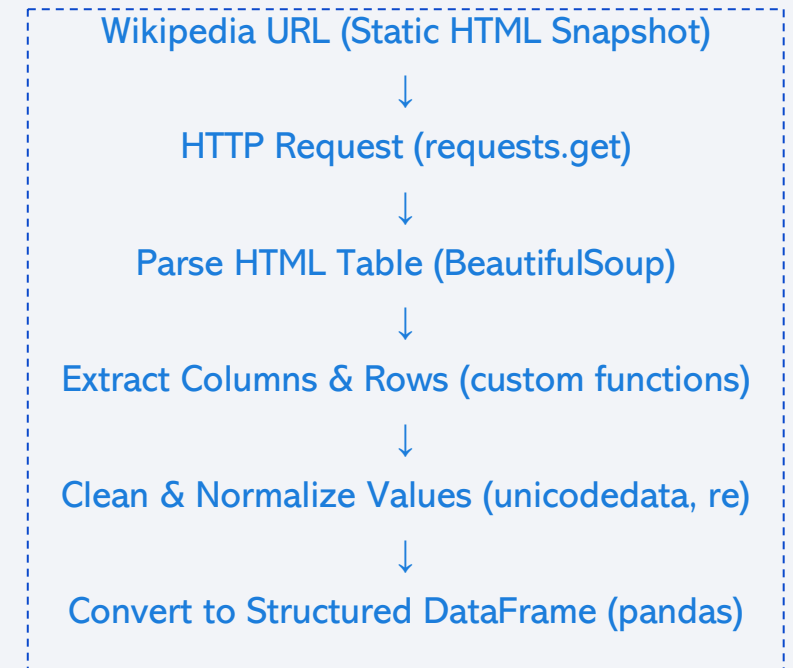 Wikipedia URL (Static HTML Snapshot)
↓
HTTP Request (requests.get)
↓
Parse HTML Table (BeautifulSoup)
↓
Extract Columns & Rows (custom functions)
↓
Clean & Normalize Values (unicodedata, re)
↓
Convert to Structured DataFrame (pandas)